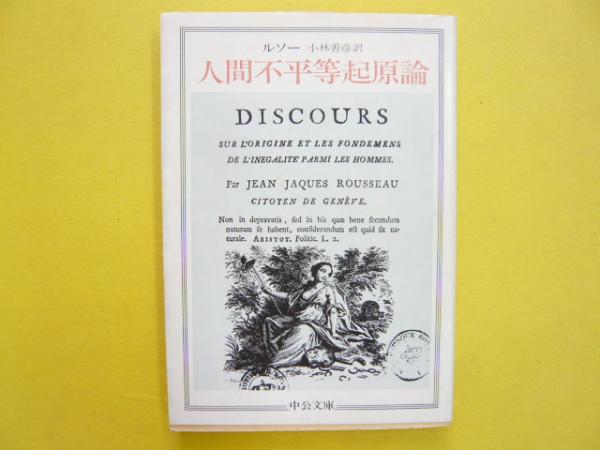 ルソー 小林善彦訳
人間不平等起原論
DISCOURS
SUR L'ORIGINE ET LES FONDEMENS
DE L'INEGALITE PARMI LES HOMMES.
Par JEAN JAQUES ROUSSEAU
CITOTEN DE GENÈVE.
Non in depravatis, ſed in his quæ bene ſecundum
naturam ſe habent, conſiderandum eſt quid ſit na-
turale. ARISTOT. Politic. L. 2.
中公文庫